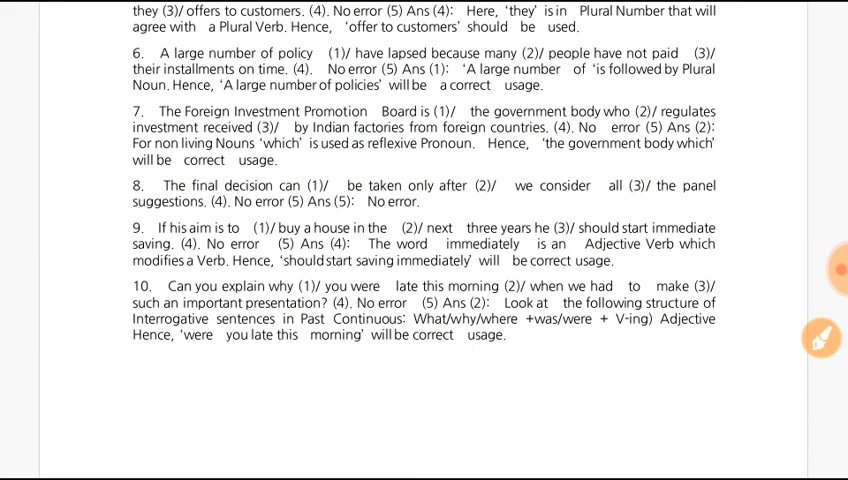 they (3)/ offers to customers. (4). No error (5) Ans (4): Here, 'they' is in Plural Number that will
agree with a Plural Verb. Hence, 'offer to customers' should be used.
6. A large number of policy (1)/ have lapsed because many (2)/ people have not paid (3)/
their installments on time. (4). No error (5) Ans (1): 'A large number of 'is followed by Plural
Noun. Hence, 'A large number of policies' will be a correct usage.
7. The Foreign Investment Promotion Board is (1)/ the government body who (2)/ regulates
investment received (3)/ by Indian factories from foreign countries. (4). No error (5) Ans (2):
For non living Nouns 'which' is used as reflexive Pronoun. Hence, 'the government body which'
will be correct usage.
8. The final decision can (1)/ be taken only after (2)/ we consider all (3)/ the panel
suggestions. (4). No error (5) Ans (5): No error.
9. If his aim is to (1)/ buy a house in the (2)/ next three years he (3)/ should start immediate
saving. (4). No error (5) Ans (4): The word immediately is an Adjective Verb which
modifies a Verb. Hence, 'should start saving immediately' will be correct usage.
10. Can you explain why (1)/ you were late this morning (2)/ when we had to make (3)/
such an important presentation? (4). No error (5) Ans (2): Look at the following structure of
Interrogative sentences in Past Continuous: What/why/where +was/were + V-ing) Adjective
Hence, 'were you late this morning' will be correct usage.